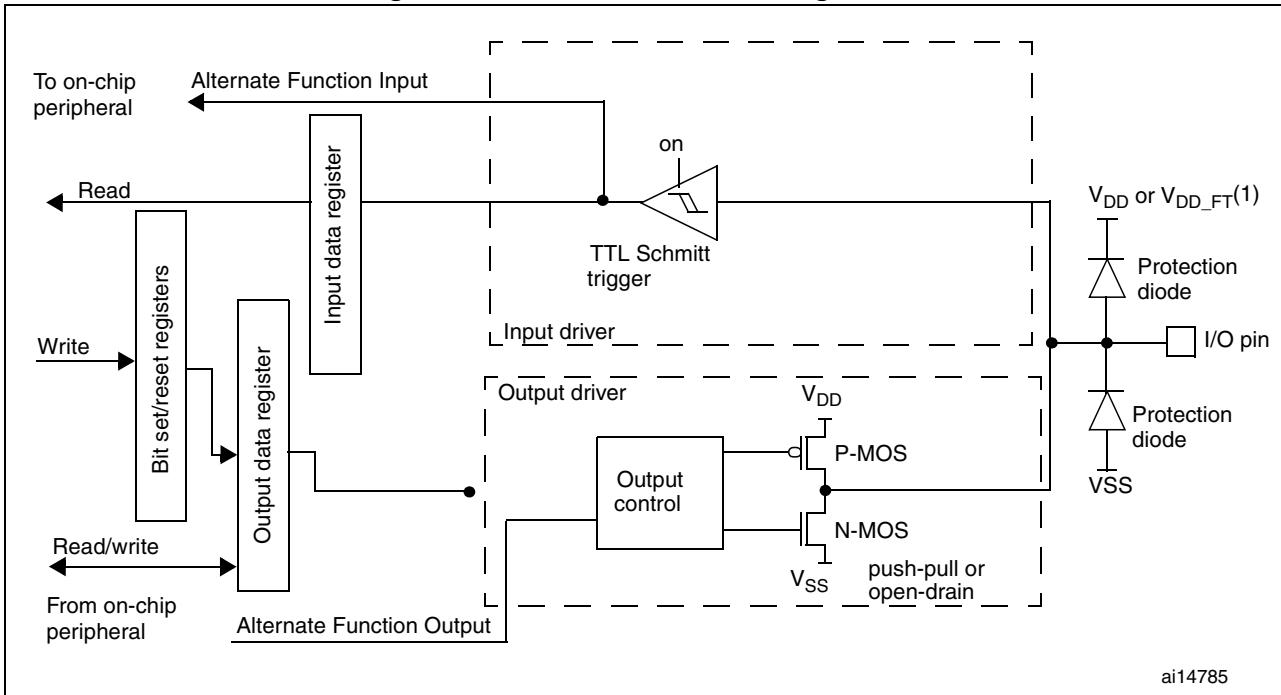 To on-chip
peripheral
Alternate Function Input
on
Read
Input data register
TTL Schmitt
trigger
Input driver
V_DD or V_DD_FT(1)
Protection
diode
I/O pin
Protection
diode
VSS
Write
Bit set/reset registers
Output data register
Output driver
V_DD
P-MOS
Output
control
N-MOS
V_SS
push-pull or
open-drain
Read/write
From on-chip
peripheral
Alternate Function Output
ai14785